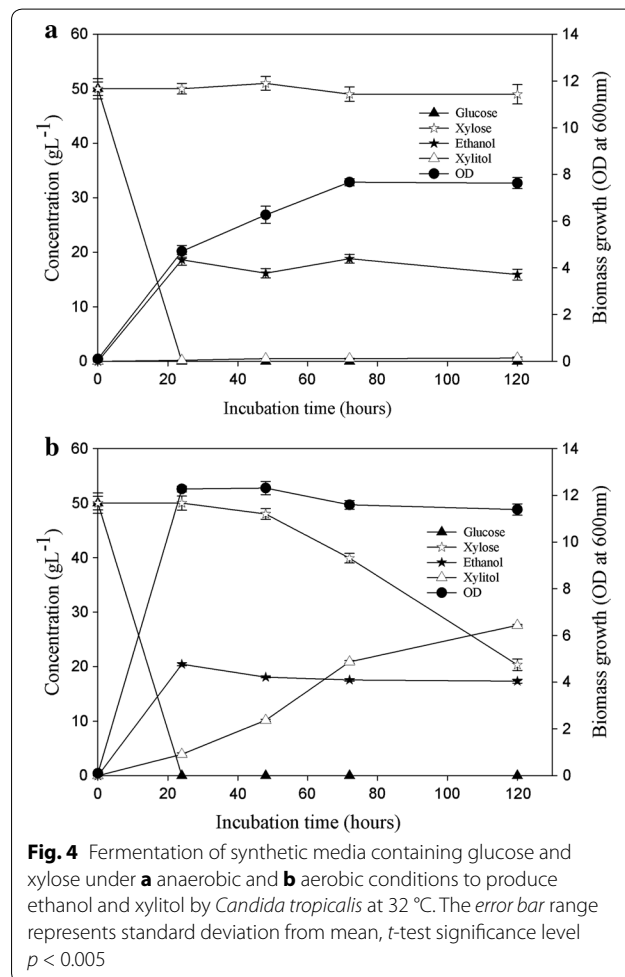 a
60
50
40
30
20
10
0
Concentration (gL-1)
14
12
10
8
6
4
2
0
Biomass growth (OD at 600nm)
Glucose
Xylose
Ethanol
Xylitol
OD
0 20 40 60 80 100 120
Incubation time (hours)
b
60
50
40
30
20
10
0
Concentration (gL-1)
14
12
10
8
6
4
2
0
Biomass growth (OD at 600nm)
Glucose
Xylose
Ethanol
Xylitol
OD
0 20 40 60 80 100 120
Incubation time (hours)
Fig. 4 Fermentation of synthetic media containing glucose and
xylose under a anaerobic and b aerobic conditions to produce
ethanol and xylitol by Candida tropicalis at 32 °C. The error bar range
represents standard deviation from mean, t-test significance level
p < 0.005